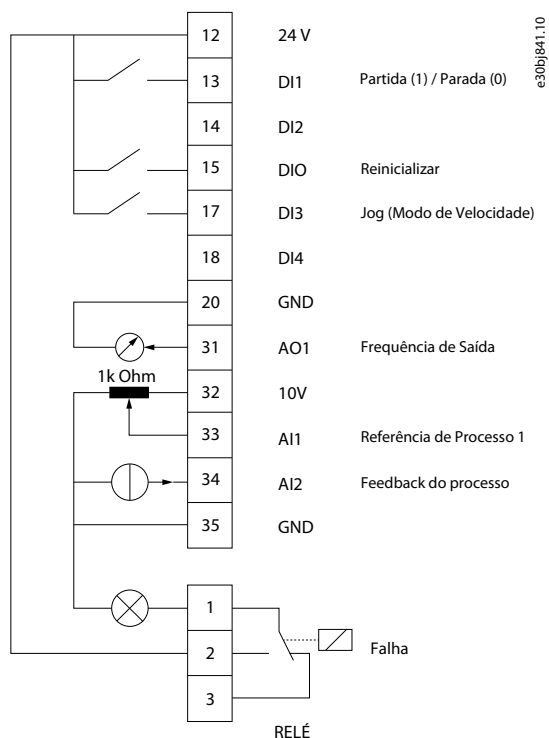 e30bj841.10
12 24 V
13 DI1 Partida (1) / Parada (0)
14 DI2
15 DIO Reinicializar
17 DI3 Jog (Modo de Velocidade)
18 DI4
20 GND
31 AO1 Frequência de Saída
1k Ohm
32 10V
33 AI1 Referência de Processo 1
34 AI2 Feedback do processo
35 GND
1
2 Falha
3
RELÉ